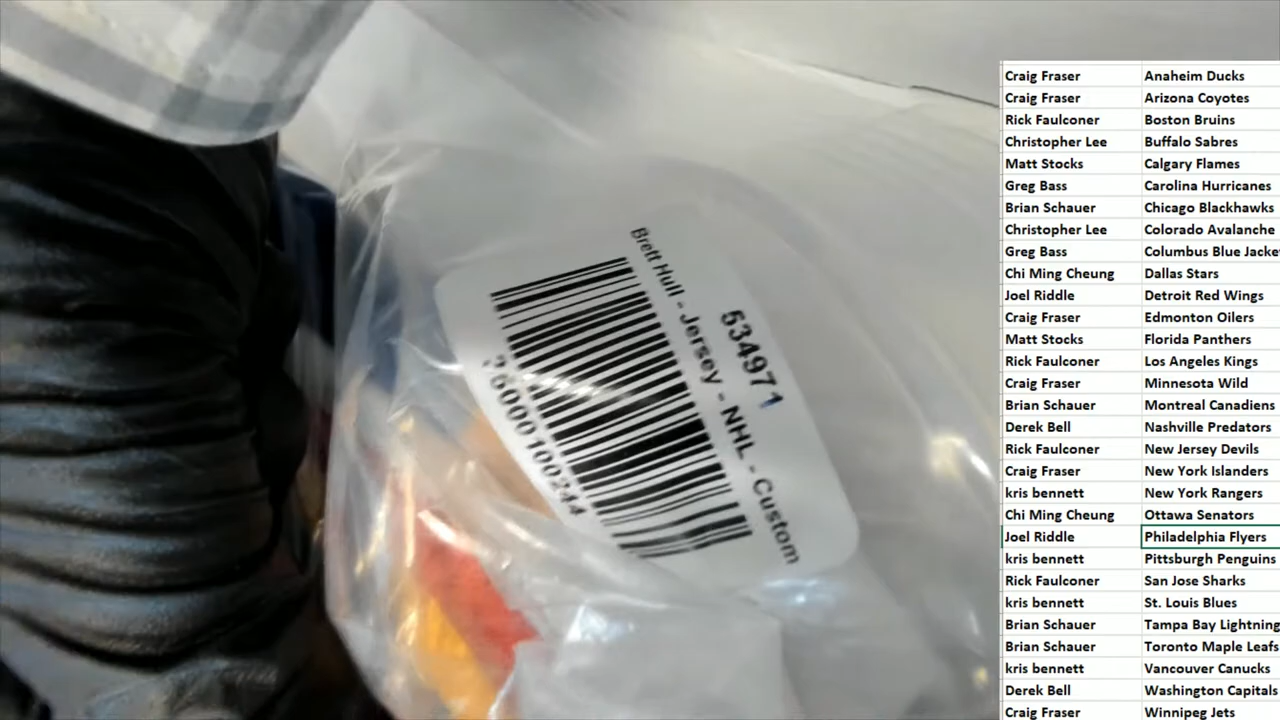 Brett Hull - Jersey - NHL - Custom
534971
76000100244
Craig Fraser Anaheim Ducks
Craig Fraser Arizona Coyotes
Rick Faulconer Boston Bruins
Christopher Lee Buffalo Sabres
Matt Stocks Calgary Flames
Greg Bass Carolina Hurricanes
Brian Schauer Chicago Blackhawks
Christopher Lee Colorado Avalanche
Greg Bass Columbus Blue Jacke
Chi Ming Cheung Dallas Stars
Joel Riddle Detroit Red Wings
Craig Fraser Edmonton Oilers
Matt Stocks Florida Panthers
Rick Faulconer Los Angeles Kings
Craig Fraser Minnesota Wild
Brian Schauer Montreal Canadiens
Derek Bell Nashville Predators
Rick Faulconer New Jersey Devils
Craig Fraser New York Islanders
kris bennett New York Rangers
Chi Ming Cheung Ottawa Senators
Joel Riddle Philadelphia Flyers
kris bennett Pittsburgh Penguins
Rick Faulconer San Jose Sharks
kris bennett St. Louis Blues
Brian Schauer Tampa Bay Lightning
Brian Schauer Toronto Maple Leafs
kris bennett Vancouver Canucks
Derek Bell Washington Capitals
Craig Fraser Winnipeg Jets